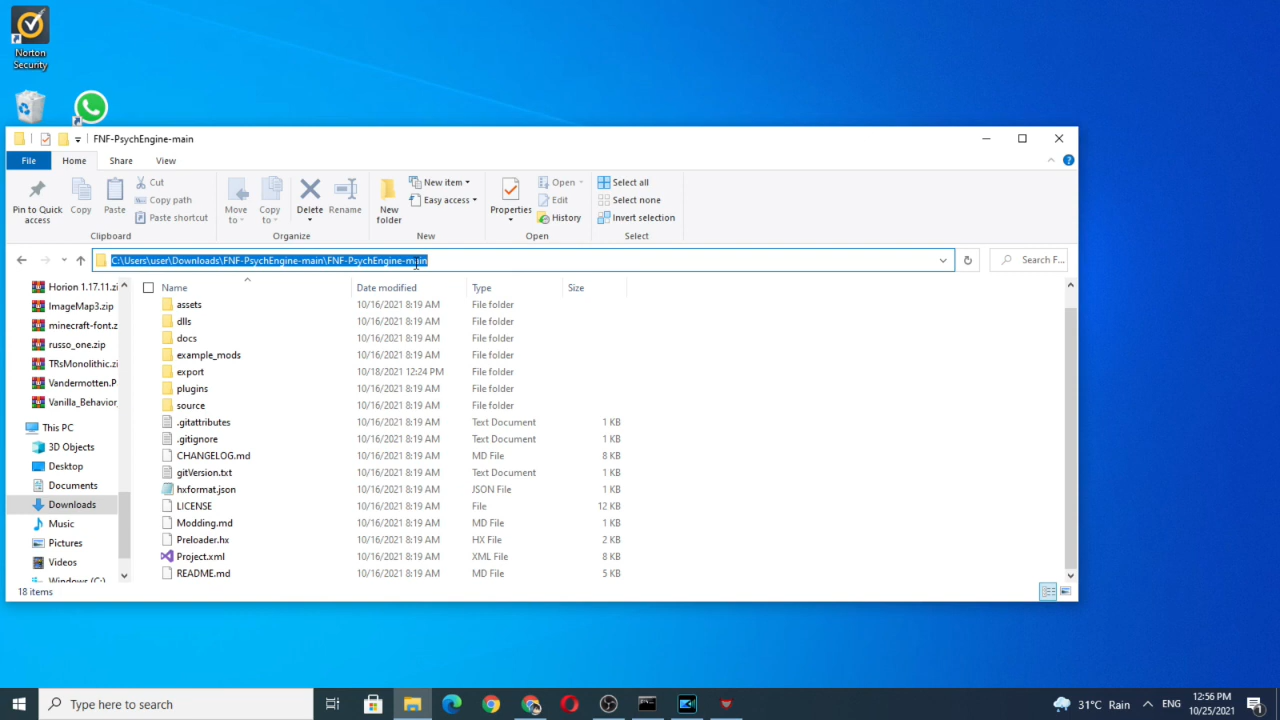 Norton
Security
FNF-PsychEngine-main
File
Home
Share
View
Pin to Quick
access
Copy
Paste
Cut
Copy path
Paste shortcut
Clipboard
Move
to
Copy
to
Delete
Rename
Organize
New
folder
New item
Easy access
New
Properties
Open
Edit
History
Open
Select all
Select none
Invert selection
Select
C:\Users\user\Downloads\FNF-PsychEngine-main\FNF-PsychEngine-main
Search F...
Horion 1.17.11.zi
ImageMap3.zip
minecraft-font.z
russo_one.zip
TRsMonolithic.zi
Vandermotten.P
Vanilla_Behavior_
This PC
3D Objects
Desktop
Documents
Downloads
Music
Pictures
Videos
Windows (C:)
Name Date modified Type Size
assets 10/16/2021 8:19 AM File folder
dlls 10/16/2021 8:19 AM File folder
docs 10/16/2021 8:19 AM File folder
example_mods 10/16/2021 8:19 AM File folder
export 10/18/2021 12:24 PM File folder
plugins 10/16/2021 8:19 AM File folder
source 10/16/2021 8:19 AM File folder
.gitattributes 10/16/2021 8:19 AM Text Document 1 KB
.gitignore 10/16/2021 8:19 AM Text Document 1 KB
CHANGELOG.md 10/16/2021 8:19 AM MD File 8 KB
gitVersion.txt 10/16/2021 8:19 AM Text Document 1 KB
hxformat.json 10/16/2021 8:19 AM JSON File 1 KB
LICENSE 10/16/2021 8:19 AM File 12 KB
Modding.md 10/16/2021 8:19 AM MD File 1 KB
Preloader.hx 10/16/2021 8:19 AM HX File 2 KB
Project.xml 10/16/2021 8:19 AM XML File 8 KB
README.md 10/16/2021 8:19 AM MD File 5 KB
18 items
Type here to search
31°C Rain
ENG
12:56 PM
10/25/2021
1